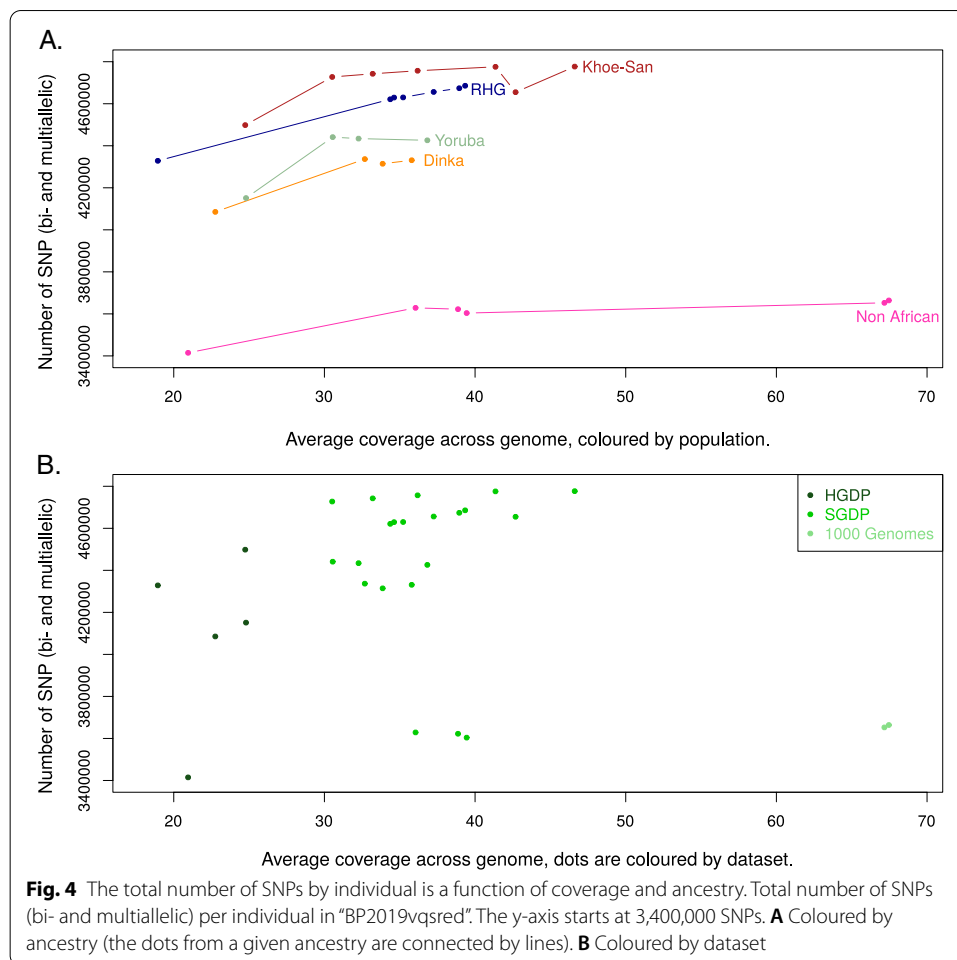 A.
Number of SNP (bi- and multiallelic)
3400000 3800000 4200000 4600000
Khoe-San
RHG
Yoruba
Dinka
Non African
20 30 40 50 60 70
Average coverage across genome, coloured by population.
B.
Number of SNP (bi- and multiallelic)
3400000 3800000 4200000 4600000
HGDP
SGDP
1000 Genomes
20 30 40 50 60 70
Average coverage across genome, dots are coloured by dataset.
Fig. 4 The total number of SNPs by individual is a function of coverage and ancestry. Total number of SNPs
(bi- and multiallelic) per individual in “BP2019vqsred”. The y-axis starts at 3,400,000 SNPs. A Coloured by
ancestry (the dots from a given ancestry are connected by lines). B Coloured by dataset